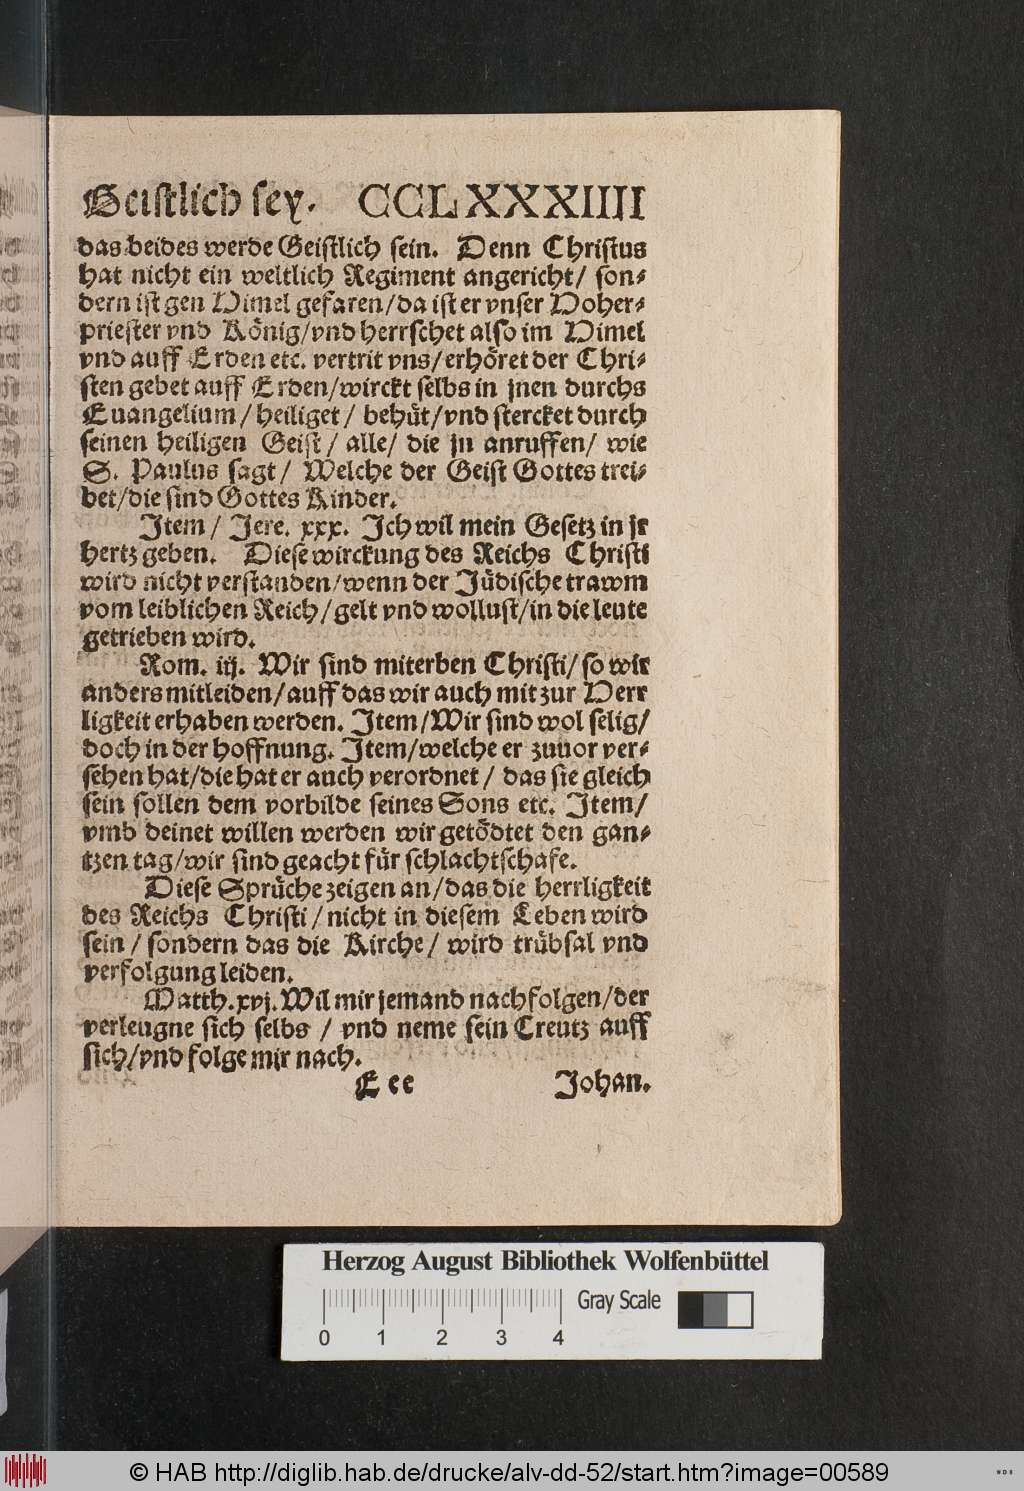 Geistlich sey. CCLXXXIIII
das beides werde Geistlich sein. Denn Christus
hat nicht ein weltlich Regiment angericht/ son-
dern ist gen Himel gefaren/da ist er vnser Hoher-
priester vnd König/vnd herrschet also im Himel
vnd auff Erden etc. vertrit vns/erhöret der Chri-
sten gebet auff Erden/wirckt selbs in jnen durchs
Euangelium/heiliget/ behüt/vnd stercket durch
seinen heiligen Geist/ alle/ die jn anruffen/ wie
S. Paulus sagt/ Welche der Geist Gottes trei-
bet/die sind Gottes Kinder.
Item/ Jere. xxx. Ich wil mein Gesetz in jr
hertz geben. Diese wirckung des Reichs Christi
wird nicht verstanden/wenn der Jüdische trawm
vom leiblichen Reich/gelt vnd wollust/in die leute
getrieben wird.
Rom. iij. Wir sind miterben Christi/so wir
anders mitleiden/auff das wir auch mit zur Herr
ligkeit erhaben werden. Item/Wir sind wol selig/
doch in der hoffnung. Item/welche er zuuor ver-
sehen hat/die hat er auch verordnet/ das sie gleich
sein sollen dem vorbilde seines Sons etc. Item/
vmb deinet willen werden wir getödtet den gan-
tzen tag/wir sind geacht für schlachtschafe.
Diese Sprüche zeigen an/das die herrligkeit
des Reichs Christi/nicht in diesem Leben wird
sein/ sondern das die Kirche/ wird trübsal vnd
verfolgung leiden.
Matth.xvj. Wil mir jemand nachfolgen/der
verleugne sich selbs/ vnd neme sein Creutz auff
sich/vnd folge mir nach.
Eee Johan.
Herzog August Bibliothek Wolfenbüttel
Gray Scale
0 1 2 3 4
© HAB http://diglib.hab.de/drucke/alv-dd-52/start.htm?image=00589